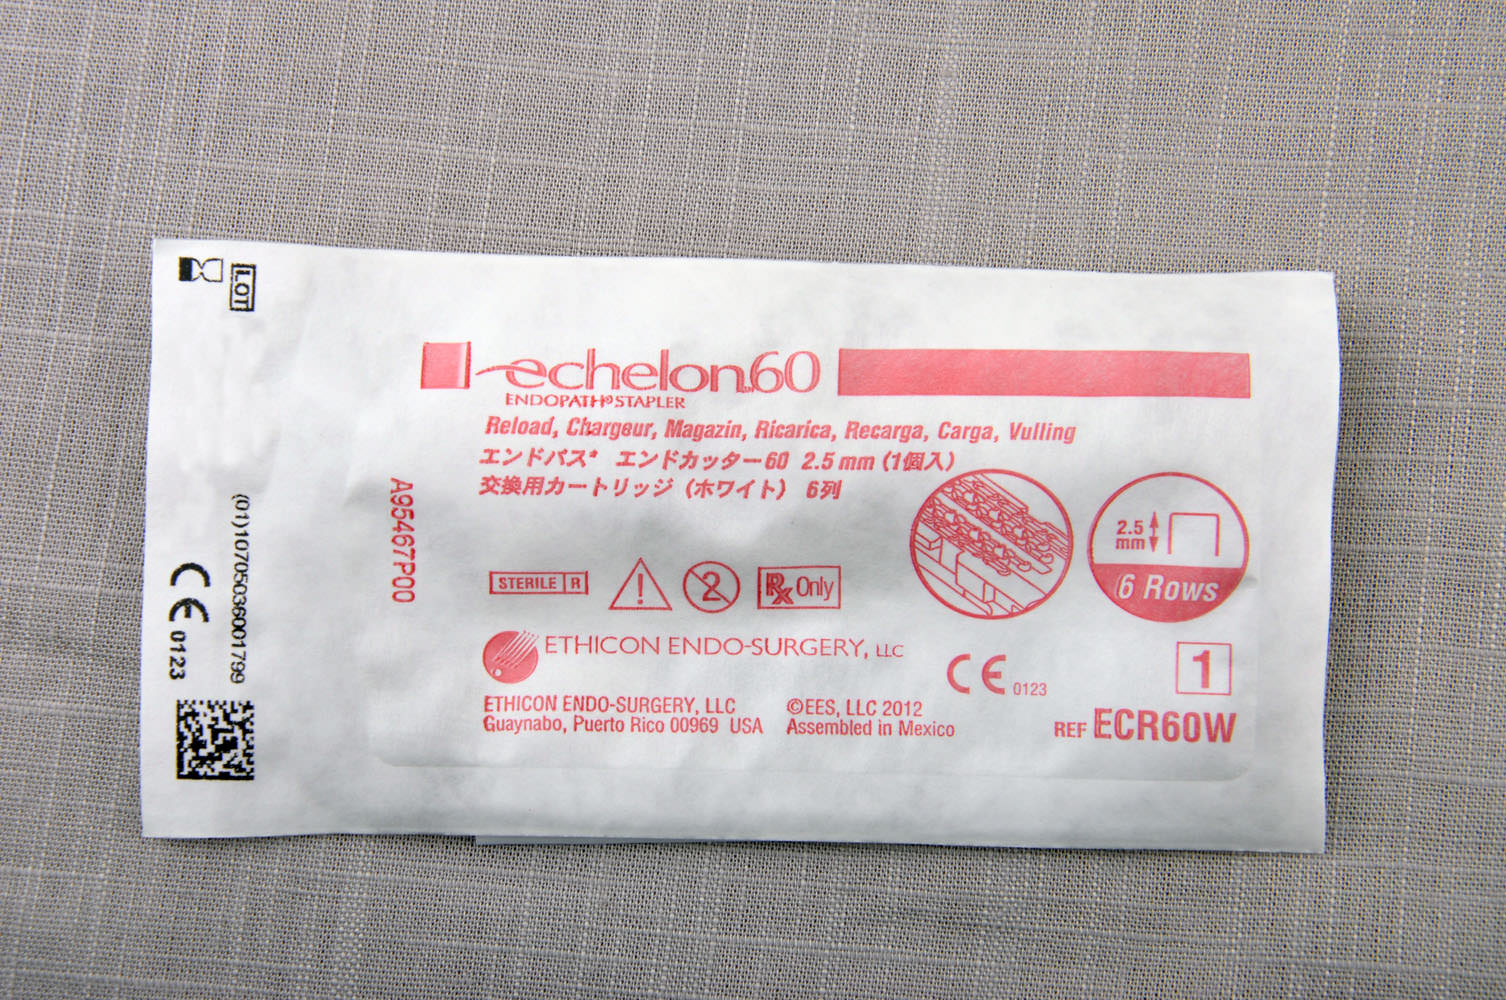 LOT
(01)10705036001799
CE 0123
A95467P00
echelon60
ENDOPATH® STAPLER
Reload, Chargeur, Magazin, Ricarica, Recarga, Carga, Vulling
エンドパス* エンドカッター60 2.5 mm (1個入)
交換用カートリッジ (ホワイト) 6列
2.5 mm
6 Rows
STERILE R
2
Rx Only
ETHICON ENDO-SURGERY, LLC
CE 0123
1
ETHICON ENDO-SURGERY, LLC ©EES, LLC 2012
Guaynabo, Puerto Rico 00969 USA Assembled in Mexico
REF ECR60W